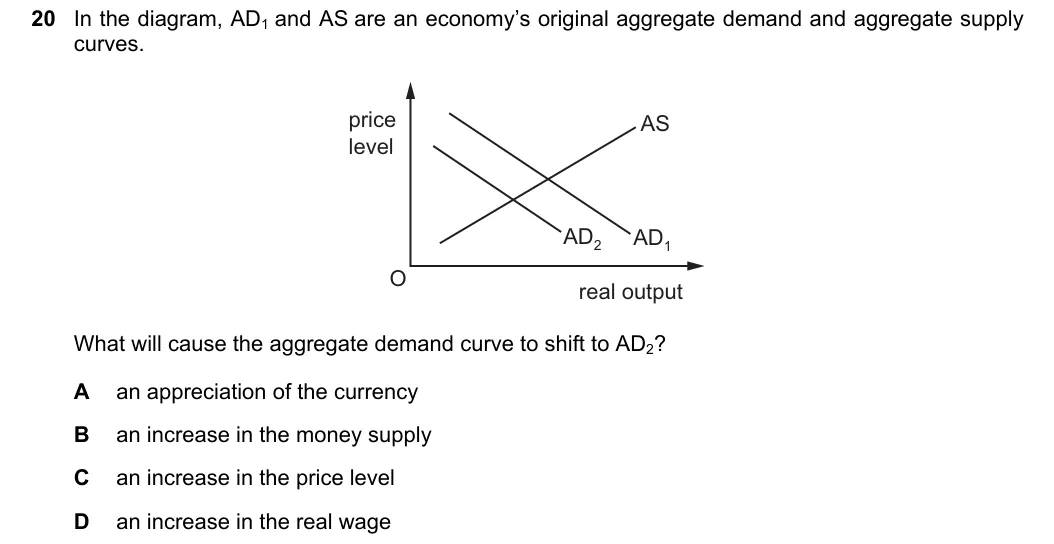 20 In the diagram, AD₁ and AS are an economy’s original aggregate demand and aggregate supply
curves.
price
level
AS
AD₂
AD₁
O
real output
What will cause the aggregate demand curve to shift to AD₂?
A an appreciation of the currency
B an increase in the money supply
C an increase in the price level
D an increase in the real wage